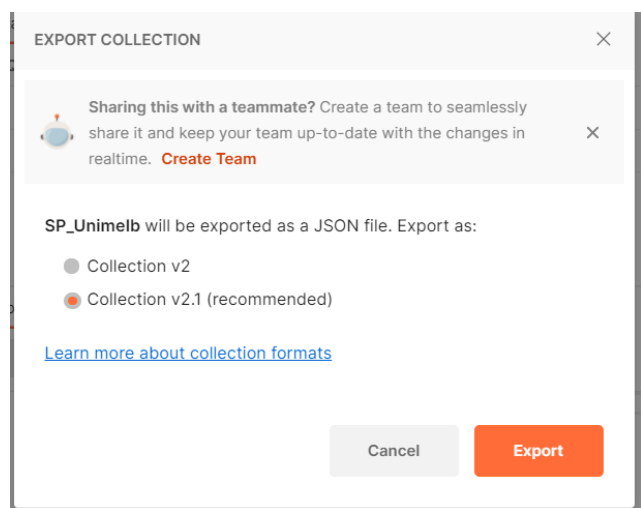 EXPORT COLLECTION
Sharing this with a teammate? Create a team to seamlessly
share it and keep your team up-to-date with the changes in
realtime. Create Team
SP_Unimelb will be exported as a JSON file. Export as:
Collection v2
Collection v2.1 (recommended)
Learn more about collection formats
Cancel Export